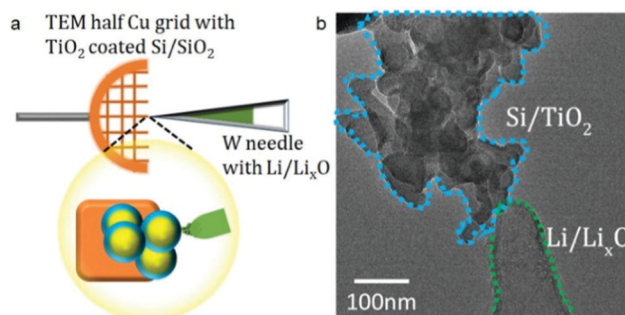 a
TEM half Cu grid with
TiO₂ coated Si/SiO₂
W needle
with Li/LiₓO
b
Si/TiO₂
Li/LiₓO
100nm